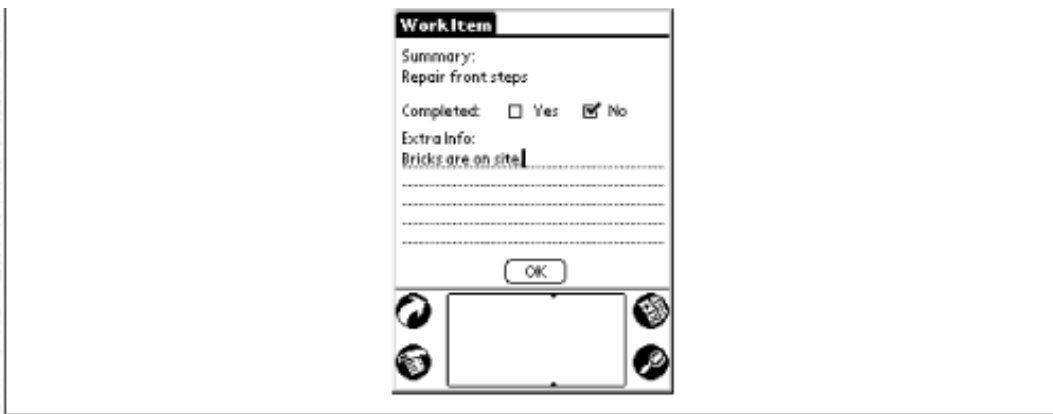 WorkItem
Summary:
Repair front steps
Completed: Yes No
Extra Info:
Bricks are on site.
OK